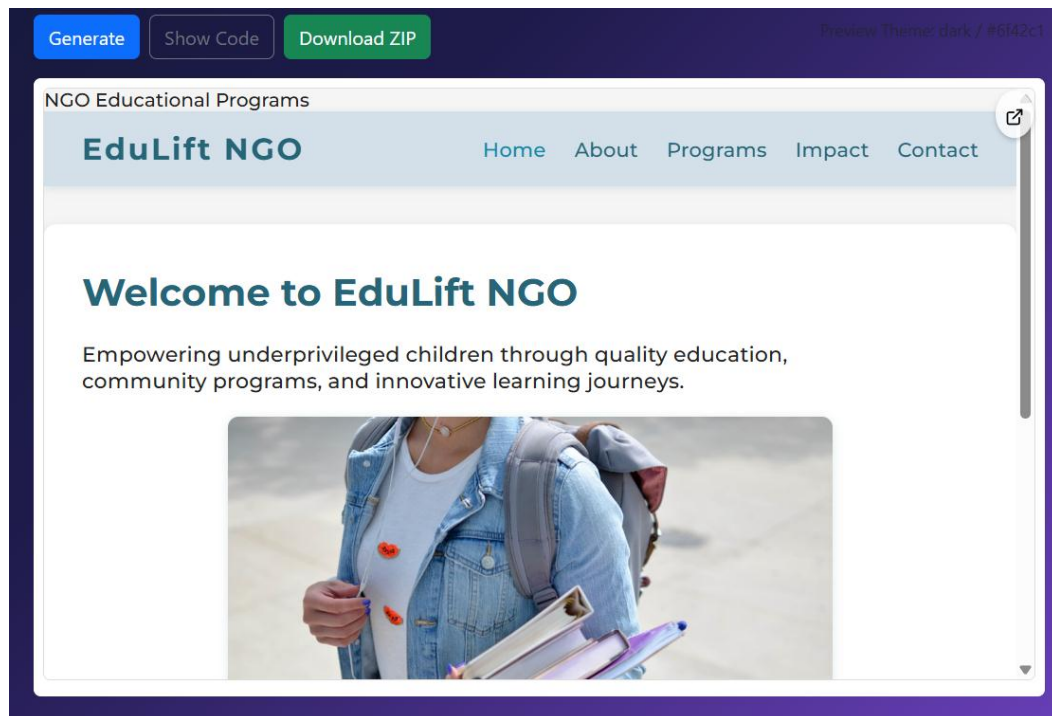 Generate Show Code Download ZIP Preview Theme: dark / #6f42c1
NGO Educational Programs
EduLift NGO Home About Programs Impact Contact
Welcome to EduLift NGO
Empowering underprivileged children through quality education,
community programs, and innovative learning journeys.